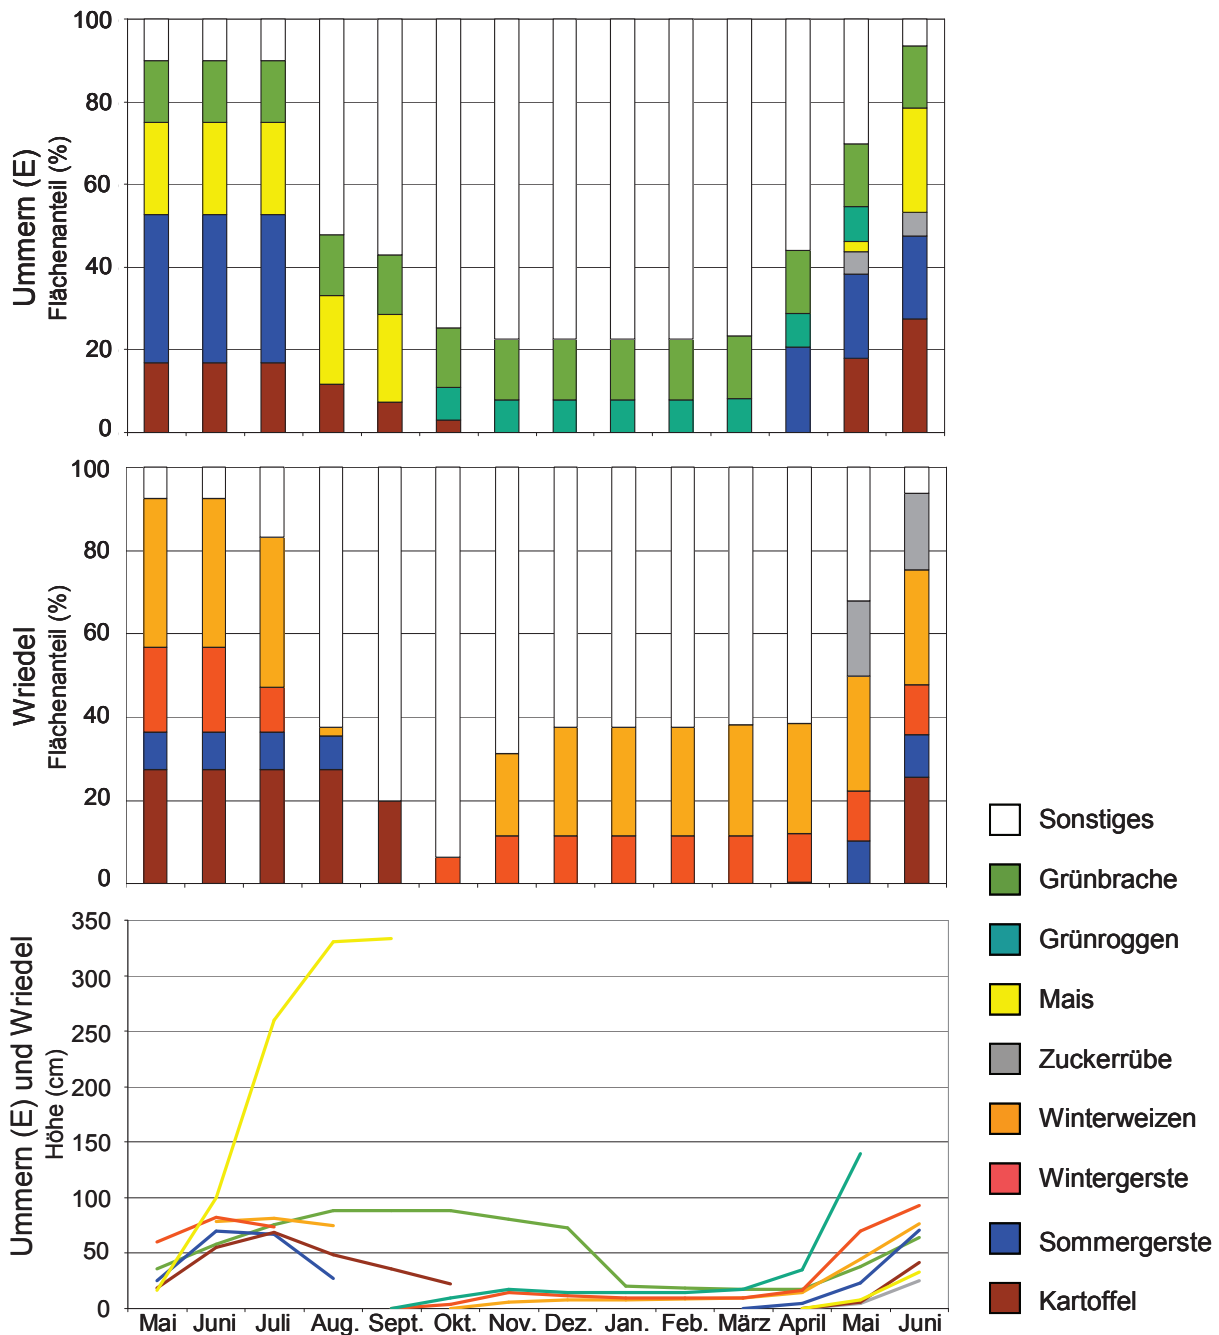 Ummern (E)
Flächenanteil (%)
100
80
60
40
20
0
Wriedel
Flächenanteil (%)
100
80
60
40
20
0
Ummern (E) und Wriedel
Höhe (cm)
350
300
250
200
150
100
50
0
Mai Juni Juli Aug. Sept. Okt. Nov. Dez. Jan. Feb. März April Mai Juni
Sonstiges
Grünbrache
Grünroggen
Mais
Zuckerrübe
Winterweizen
Wintergerste
Sommergerste
Kartoffel